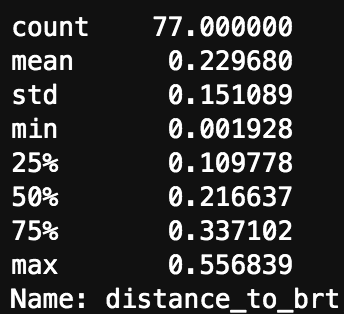 count    77.000000
mean      0.229680
std       0.151089
min       0.001928
25%       0.109778
50%       0.216637
75%       0.337102
max       0.556839
Name: distance_to_brt